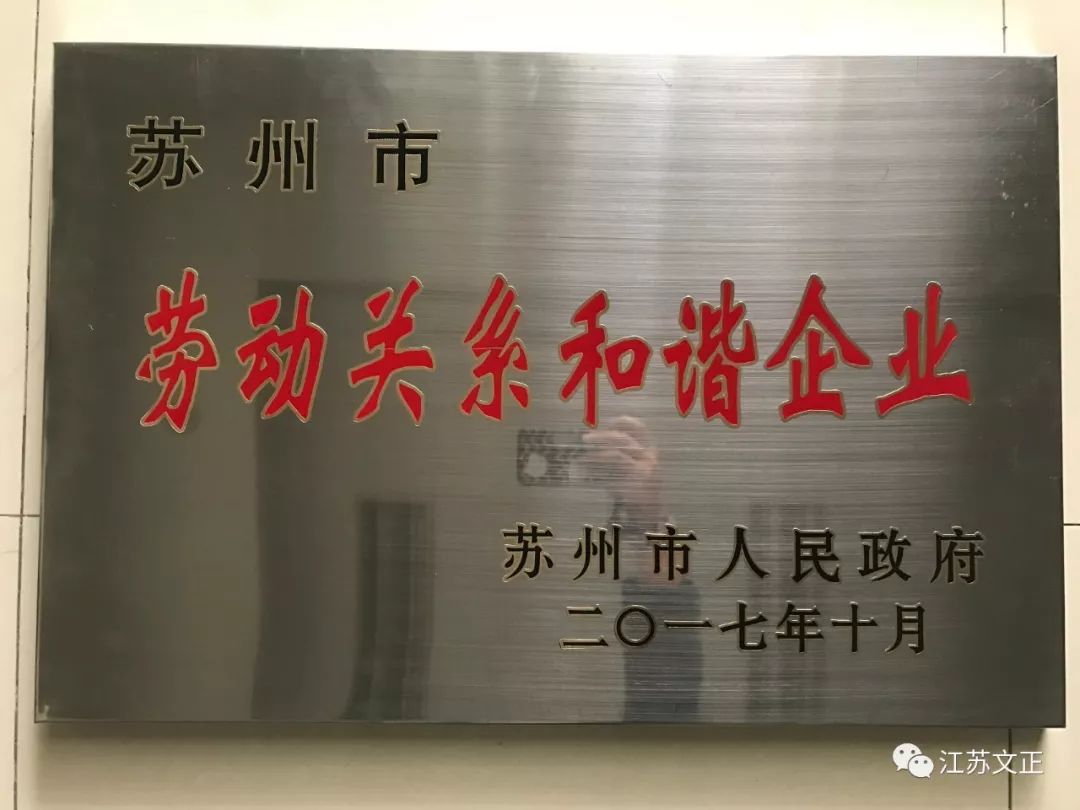 苏州市
劳动关系和谐企业
苏州市人民政府
二〇一七年十月
江苏文正